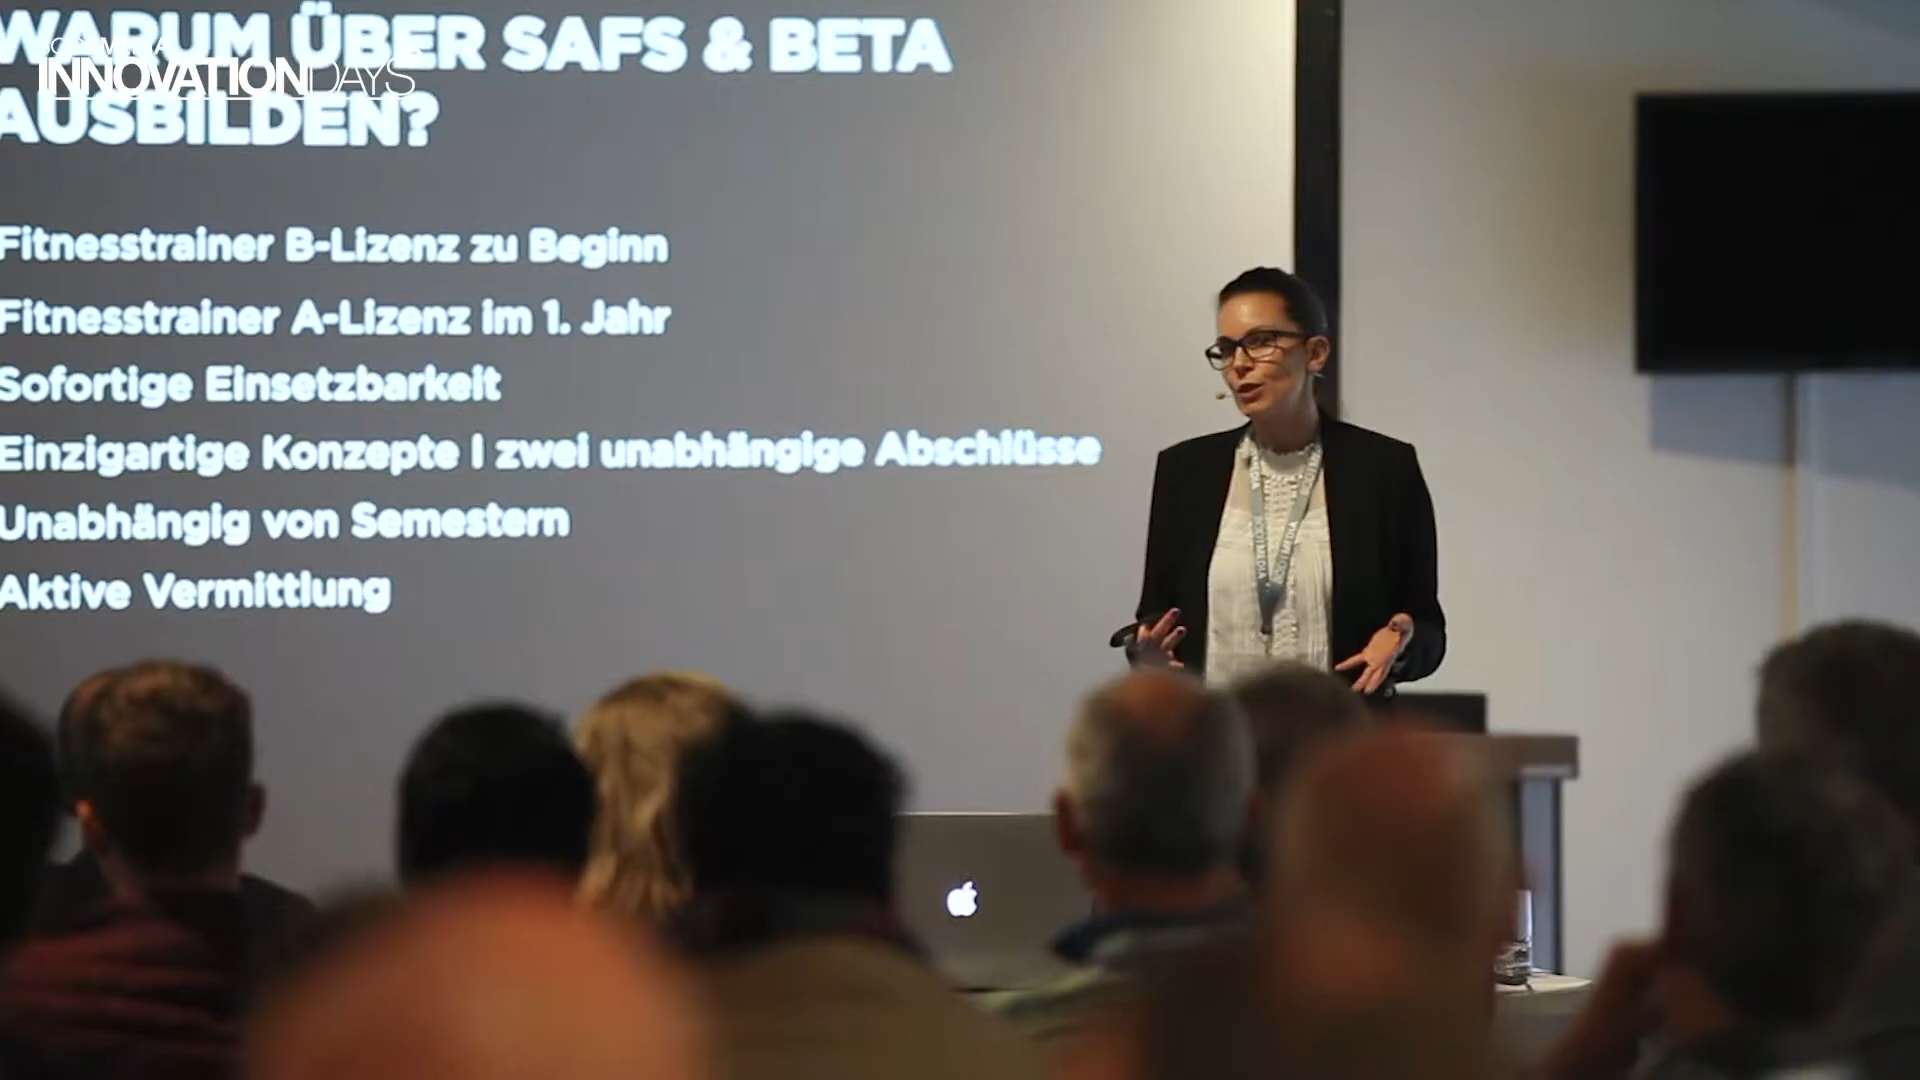 WARUM ÜBER SAFS & BETA
INNOVATIONDAYS
AUSBILDEN?
Fitnesstrainer B-Lizenz zu Beginn
Fitnesstrainer A-Lizenz im 1. Jahr
Sofortige Einsetzbarkeit
Einzigartige Konzepte I zwei unabhängige Abschlüsse
Unabhängig von Semestern
Aktive Vermittlung